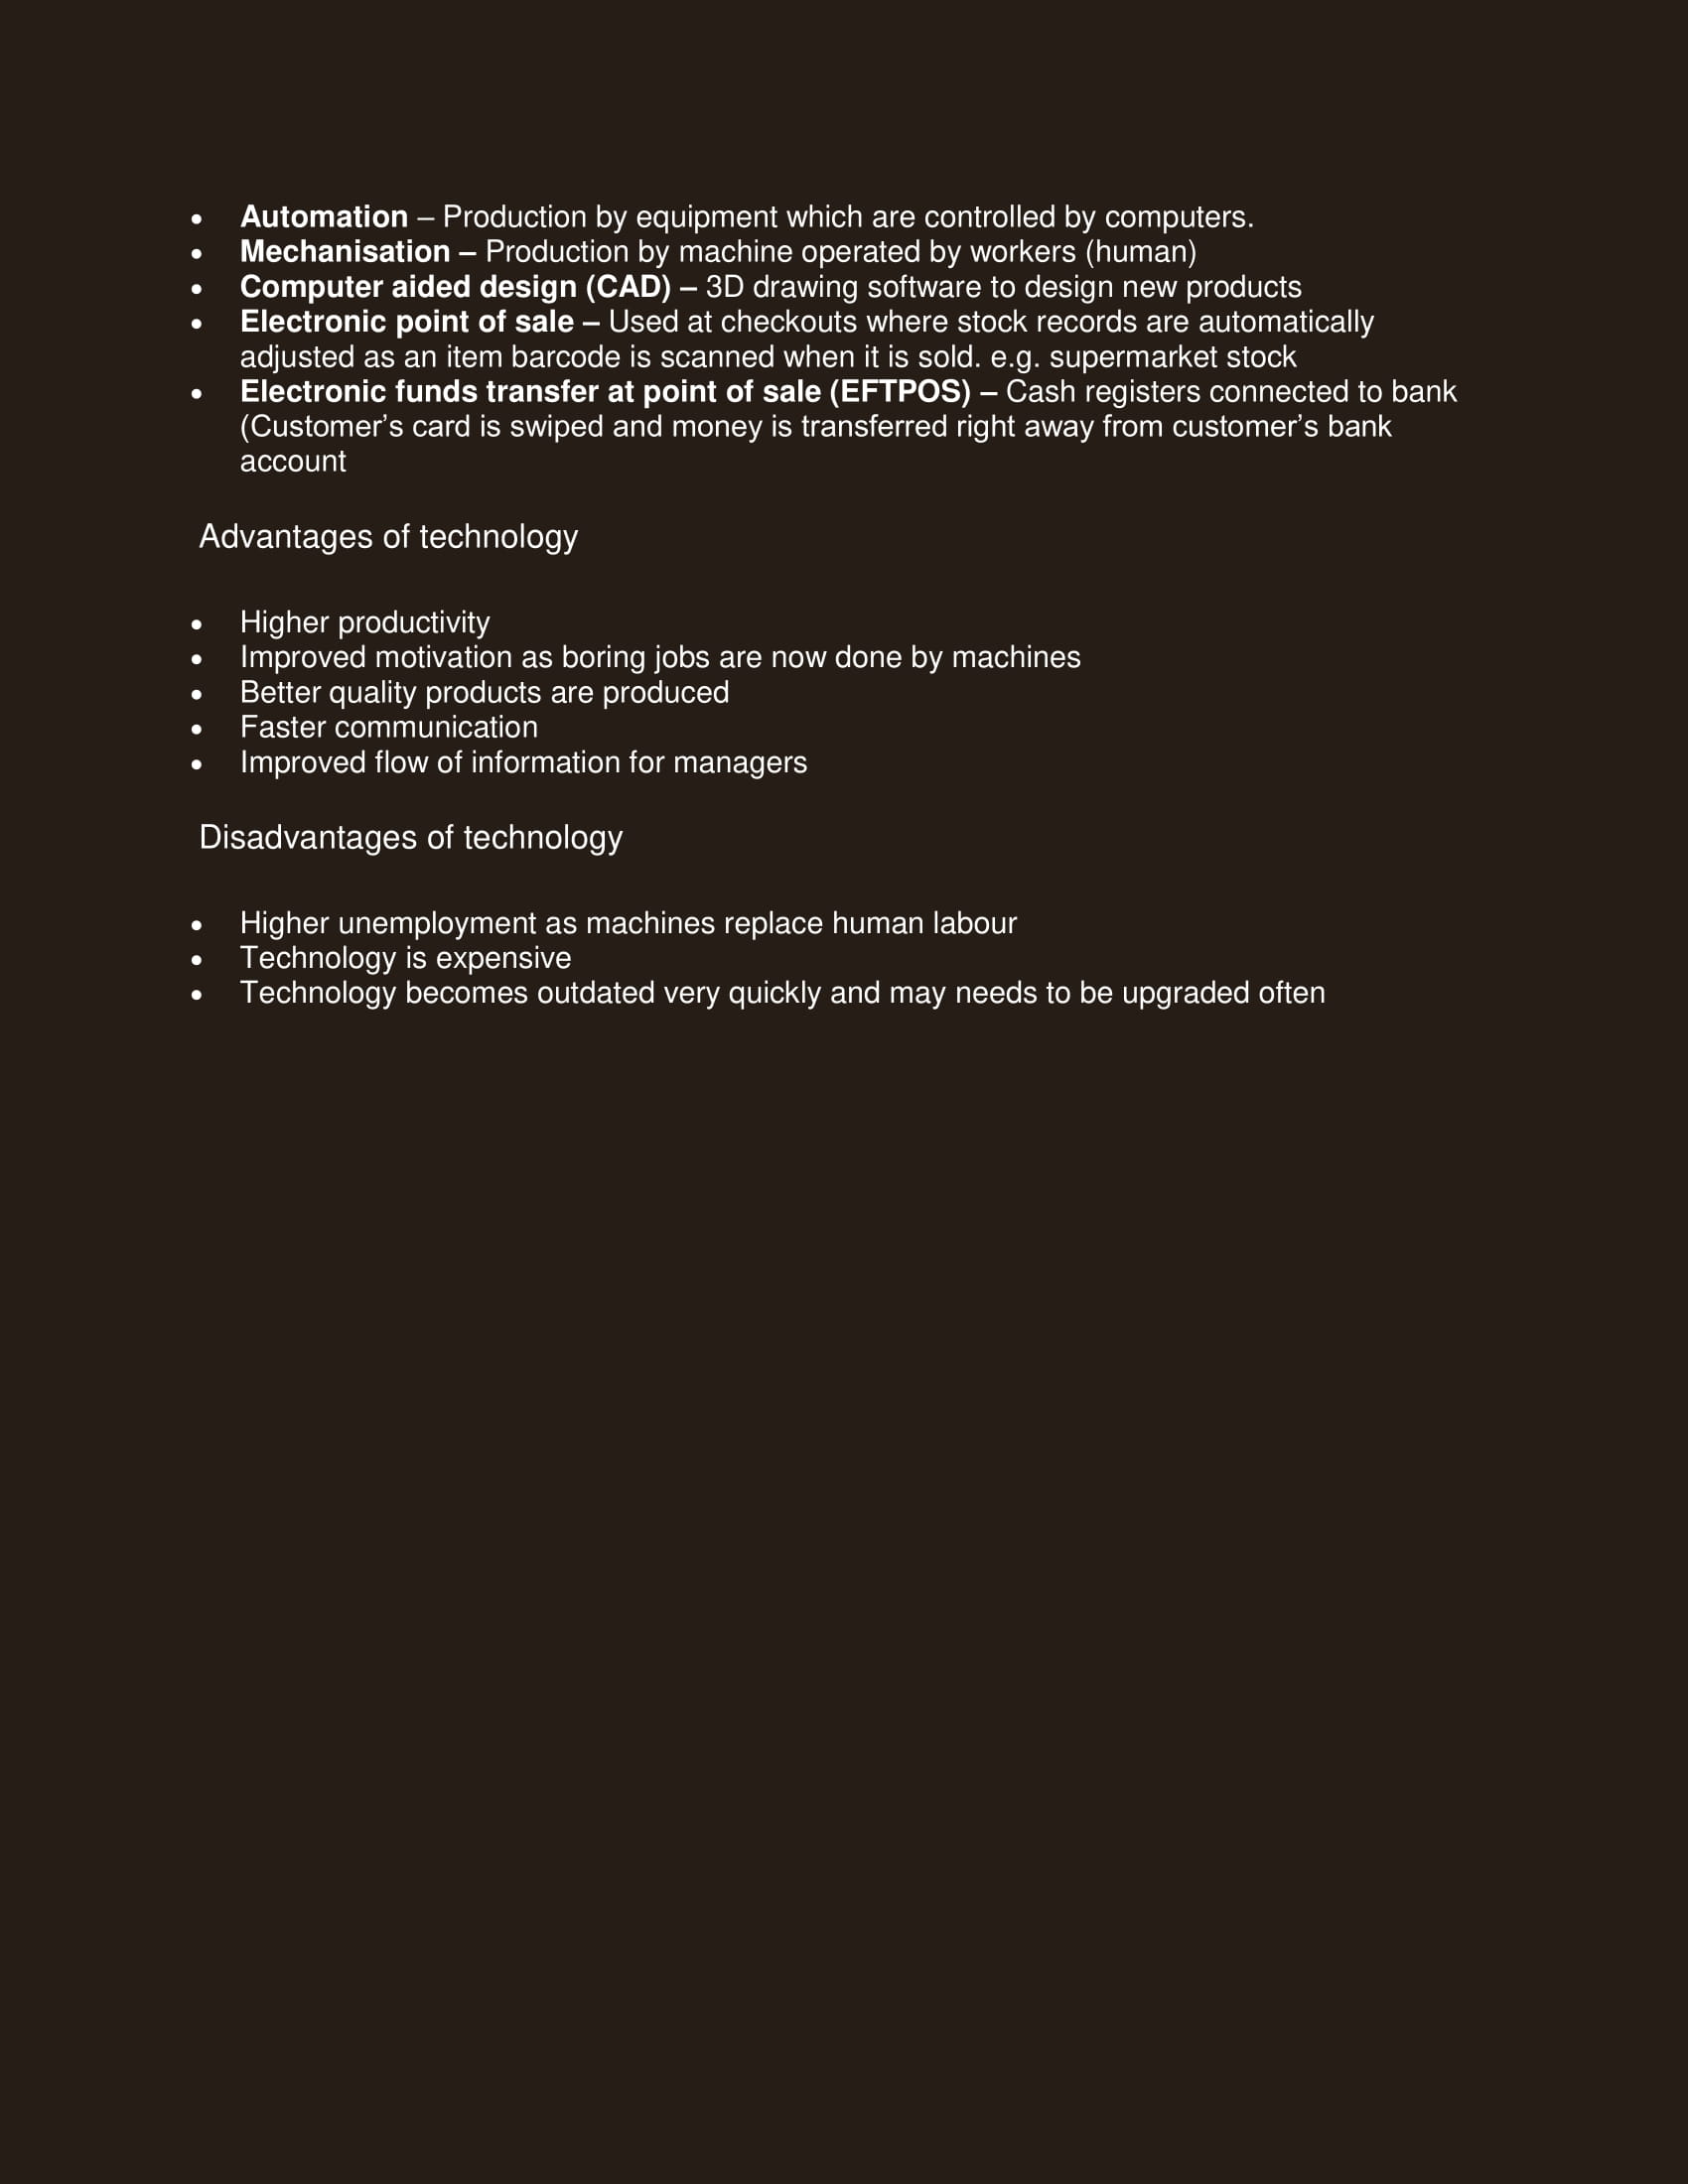 • Automation – Production by equipment which are controlled by computers.
• Mechanisation – Production by machine operated by workers (human)
• Computer aided design (CAD) – 3D drawing software to design new products
• Electronic point of sale – Used at checkouts where stock records are automatically
adjusted as an item barcode is scanned when it is sold. e.g. supermarket stock
• Electronic funds transfer at point of sale (EFTPOS) – Cash registers connected to bank
(Customer’s card is swiped and money is transferred right away from customer’s bank
account
Advantages of technology
• Higher productivity
• Improved motivation as boring jobs are now done by machines
• Better quality products are produced
• Faster communication
• Improved flow of information for managers
Disadvantages of technology
• Higher unemployment as machines replace human labour
• Technology is expensive
• Technology becomes outdated very quickly and may needs to be upgraded often